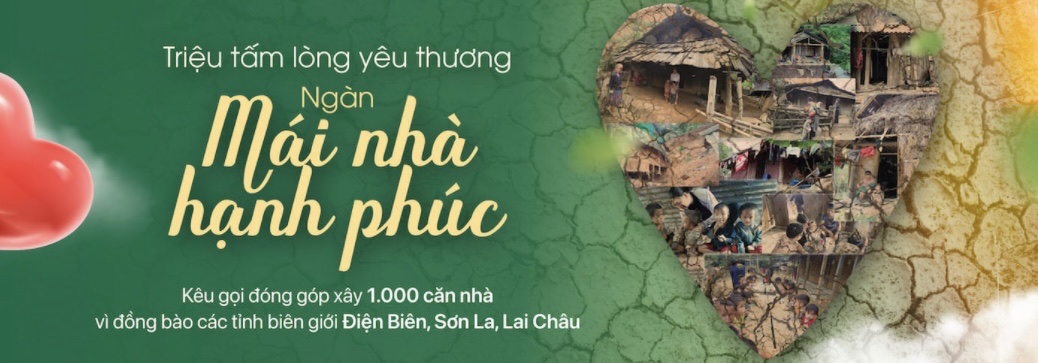 Triệu tấm lòng yêu thương
Ngàn
Mái nhà
hạnh phúc
Kêu gọi đóng góp xây 1.000 căn nhà
vì đồng bào các tỉnh biên giới Điện Biên, Sơn La, Lai Châu